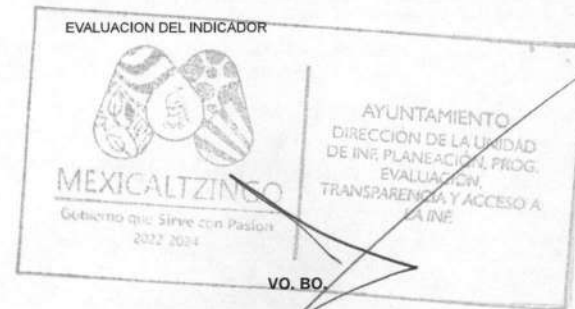 EVALUACION DEL INDICADOR
MEXICALTZINGO
Gobierno que Sirve con Pasión
2022 2024
AYUNTAMIENTO
DIRECCIÓN DE LA UNIDAD
DE INF, PLANEACIÓN, PROG.
EVALUACIÓN,
TRANSPARENCIA Y ACCESO A
LA INF.
VO. BO.